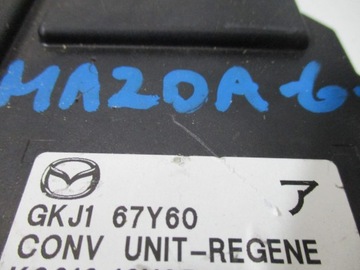 MAZDA 6
ア
GKJ1 67Y60
CONV UNIT-REGENE